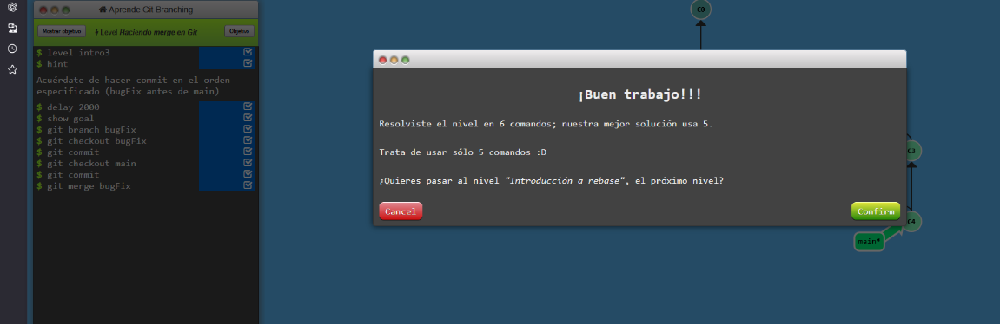 Aprende Git Branching
Mostrar objetivo
Level Haciendo merge en Git
Objetivo
$ level intro3
$ hint
Acuérdate de hacer commit en el orden
especificado (bugFix antes de main)
$ delay 2000
$ show goal
$ git branch bugFix
$ git checkout bugFix
$ git commit
$ git checkout main
$ git commit
$ git merge bugFix
C0
¡Buen trabajo!!!
Resolviste el nivel en 6 comandos; nuestra mejor solución usa 5.
Trata de usar sólo 5 comandos :D
¿Quieres pasar al nivel "Introducción a rebase", el próximo nivel?
Cancel
Confirm
C3
C4
main*